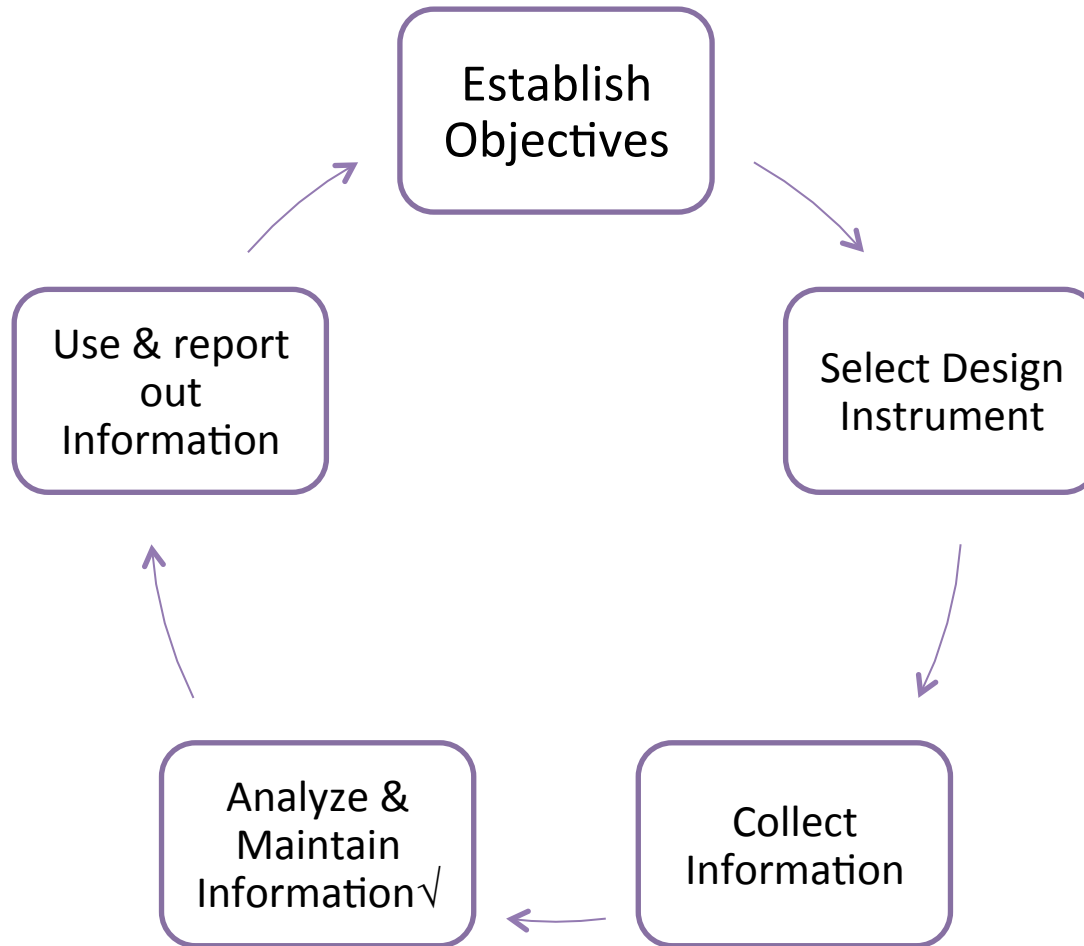 Establish
Objectives
Select Design
Instrument
Collect
Information
Analyze &
Maintain
Information√
Use & report
out
Information